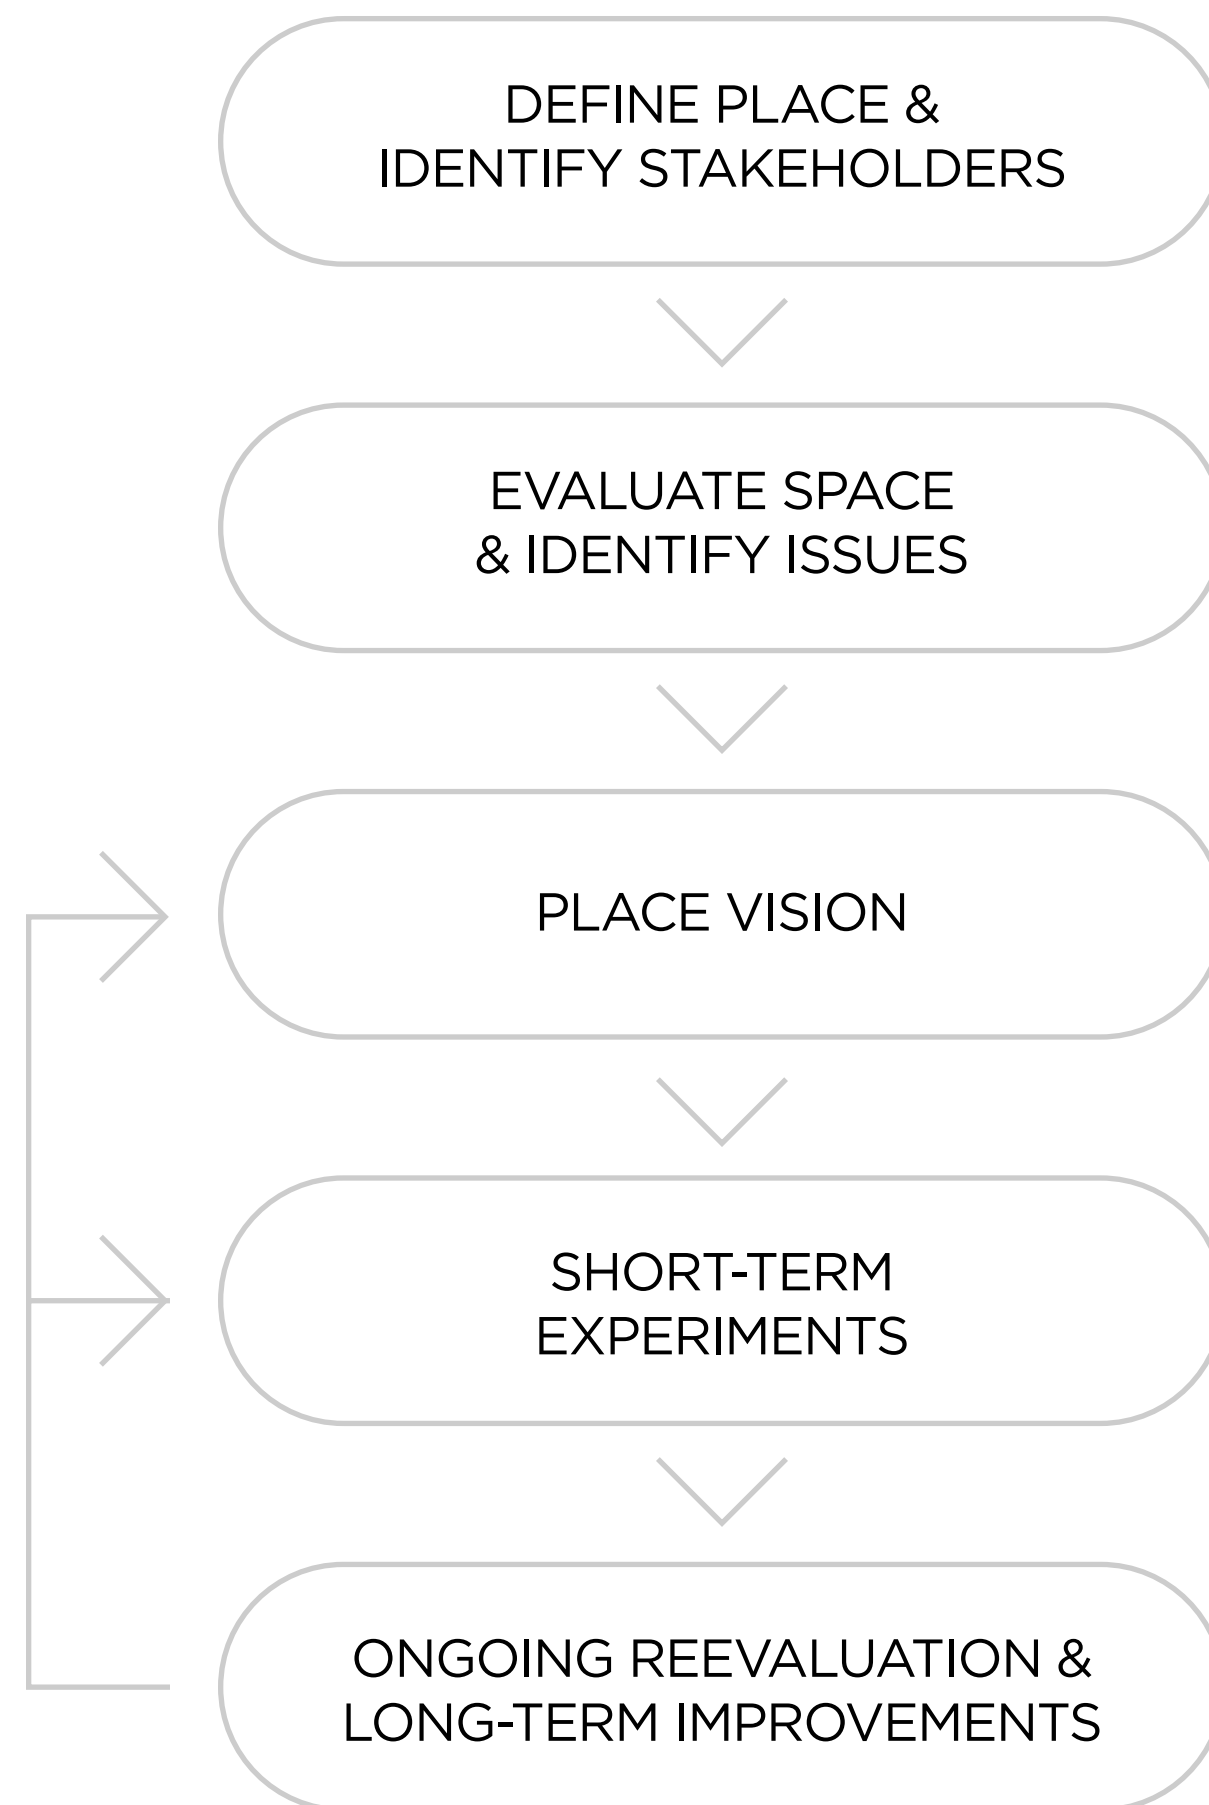 DEFINE PLACE &
IDENTIFY STAKEHOLDERS
EVALUATE SPACE
& IDENTIFY ISSUES
PLACE VISION
SHORT-TERM
EXPERIMENTS
ONGOING REEVALUATION &
LONG-TERM IMPROVEMENTS